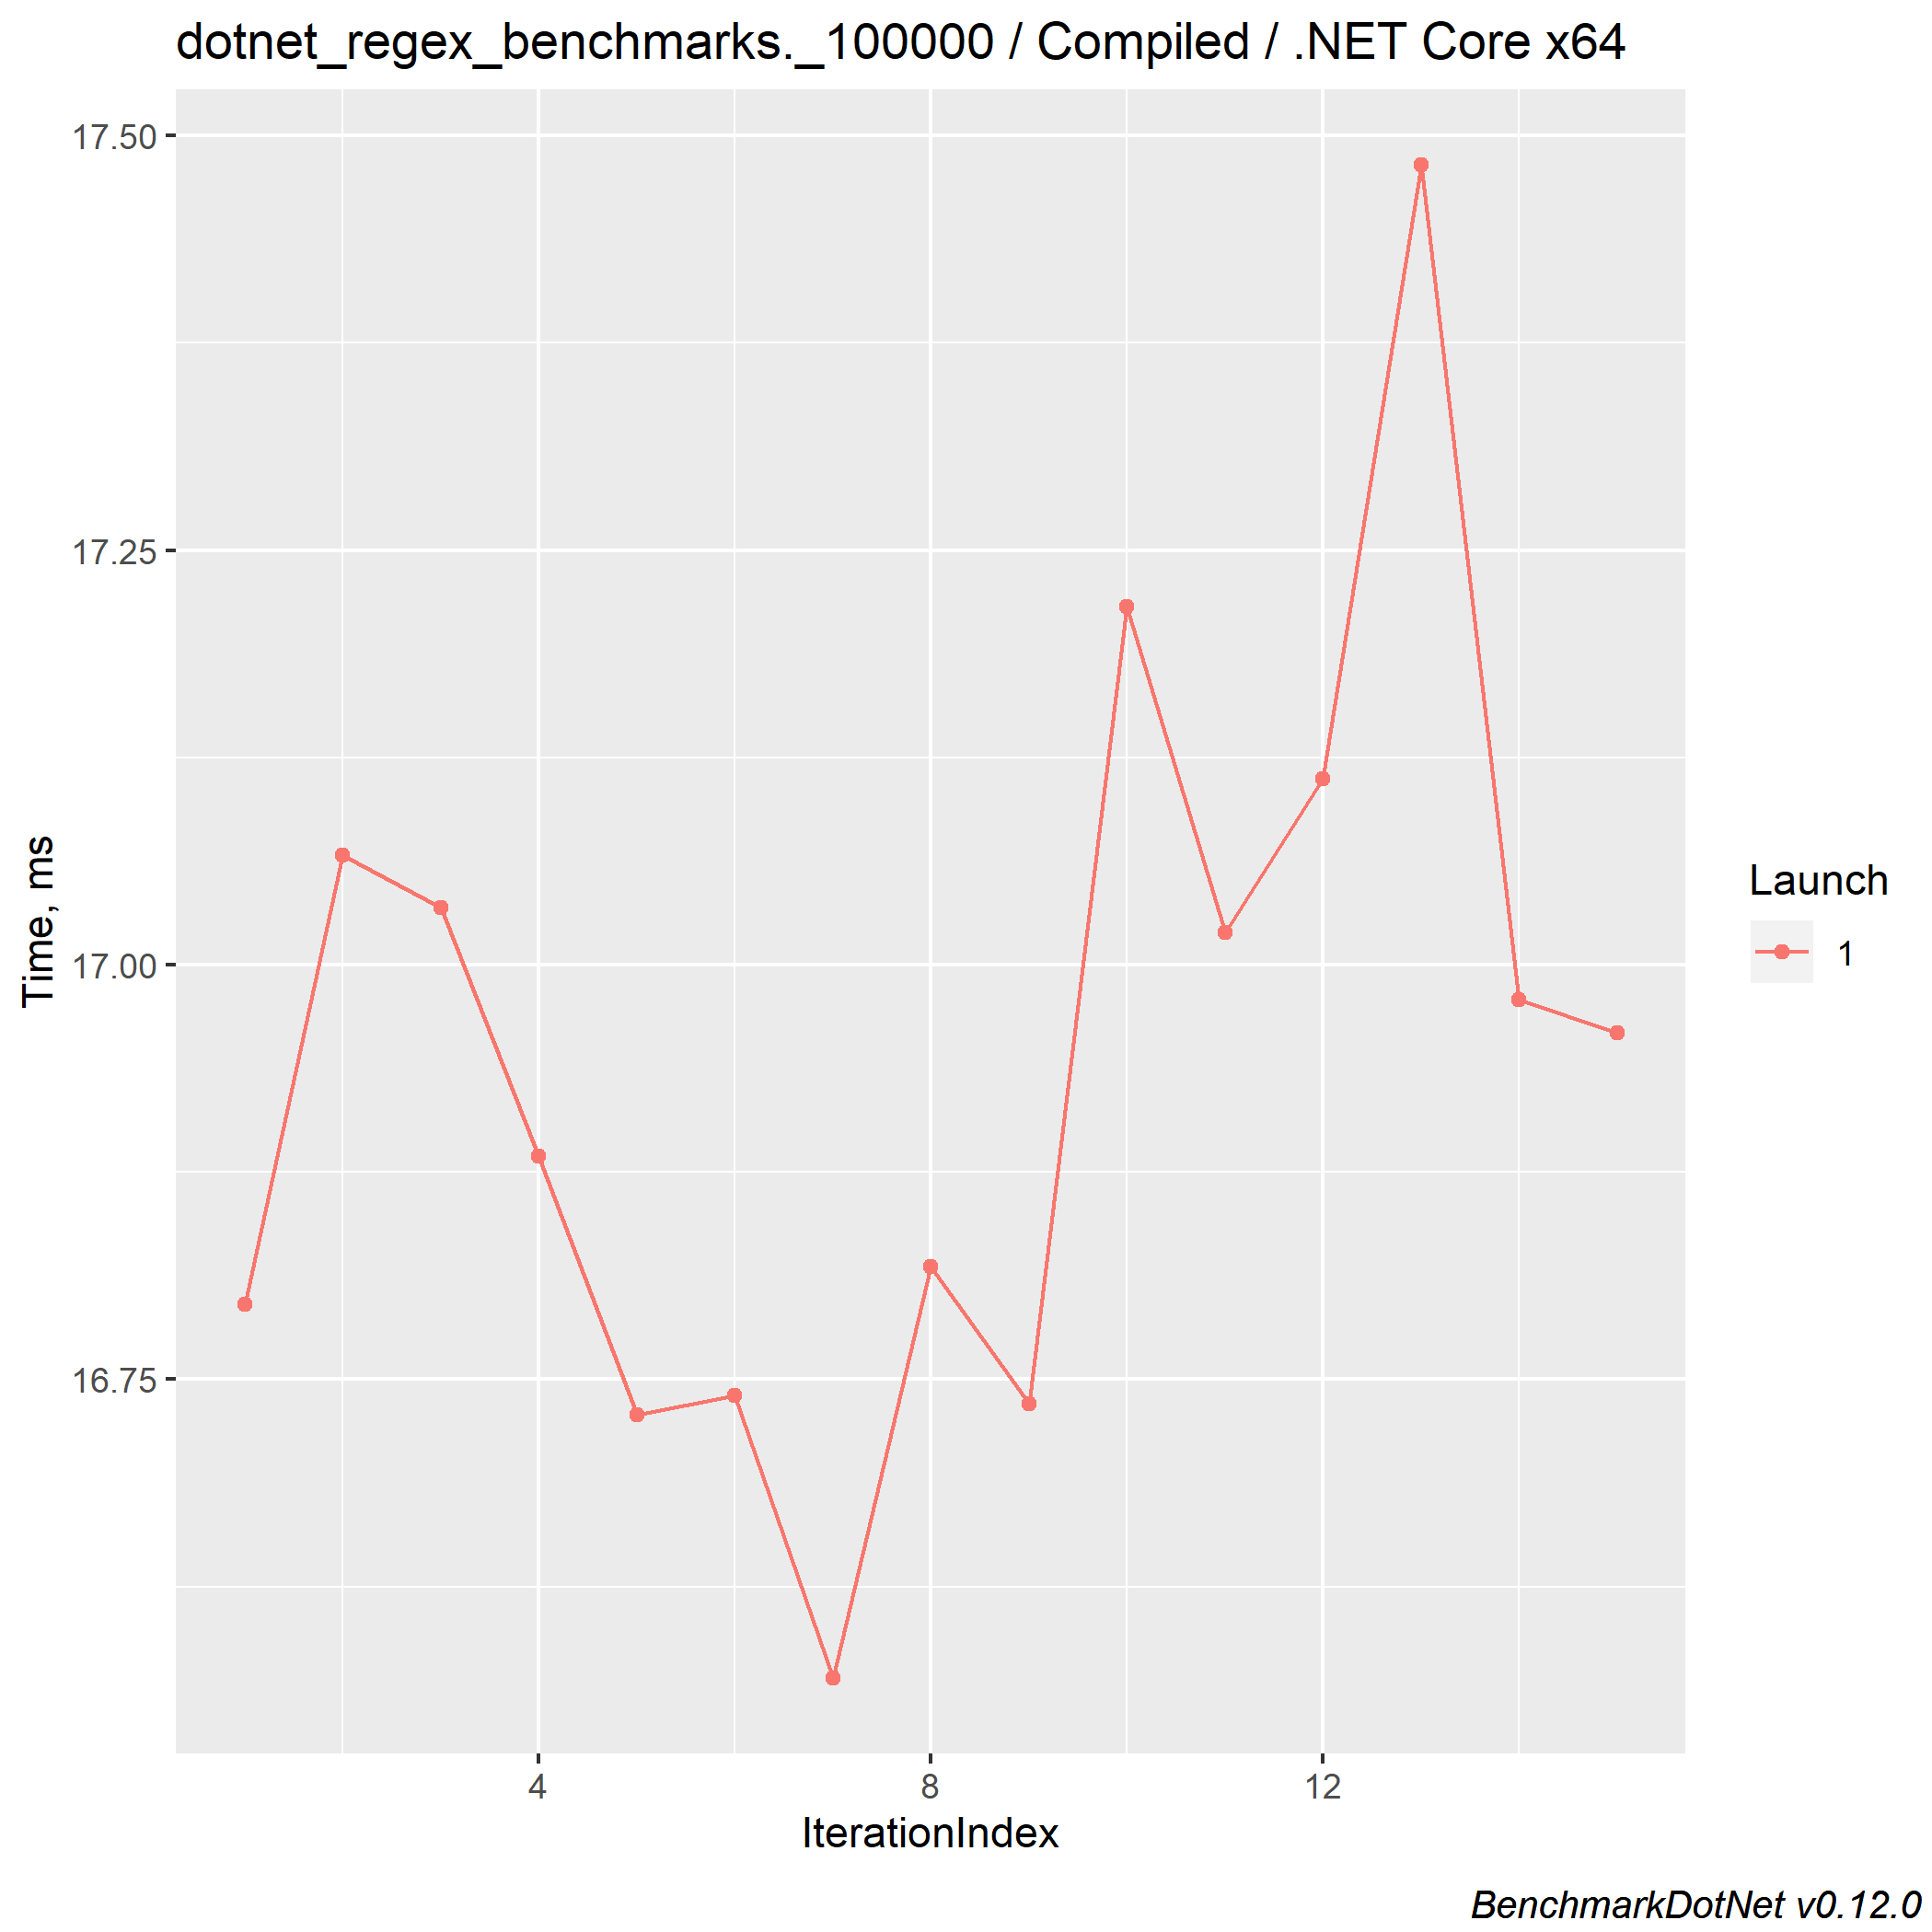 dotnet_regex_benchmarks._100000 / Compiled / .NET Core x64
17.50
17.25
17.00
16.75
Time, ms
4
8
12
IterationIndex
Launch
1
BenchmarkDotNet v0.12.0